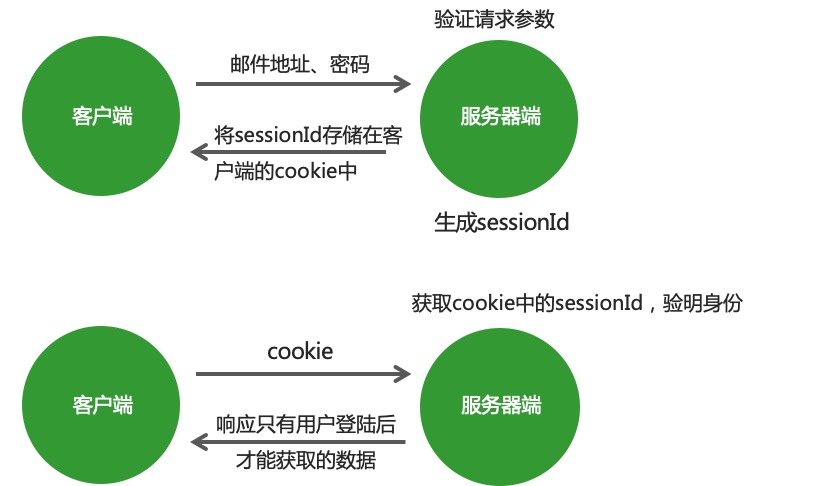 验证请求参数
邮件地址、密码
客户端
服务器端
将sessionId存储在客
户端的cookie中
生成sessionId
获取cookie中的sessionId，验明身份
cookie
客户端
服务器端
响应只有用户登陆后
才能获取的数据